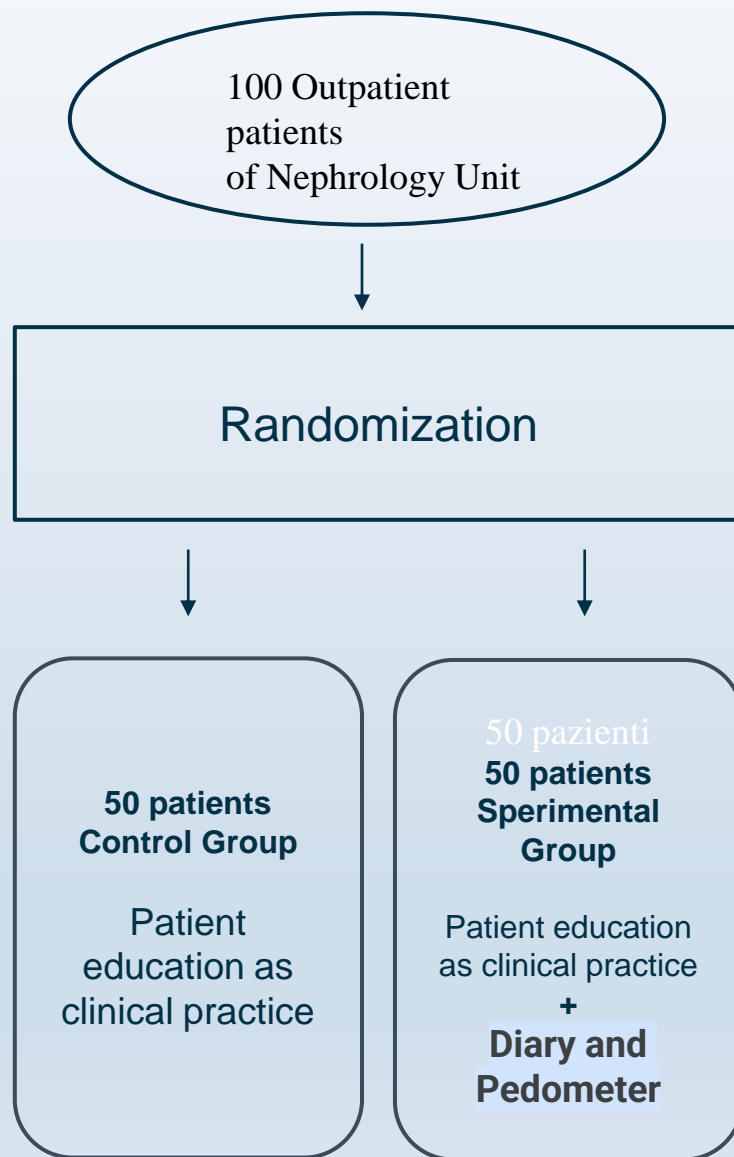 100 Outpatient
patients
of Nephrology Unit
Randomization
50 patients
Control Group
Patient
education as
clinical practice
50 pazienti
50 patients
Sperimental
Group
Patient education
as clinical practice
+
Diary and
Pedometer